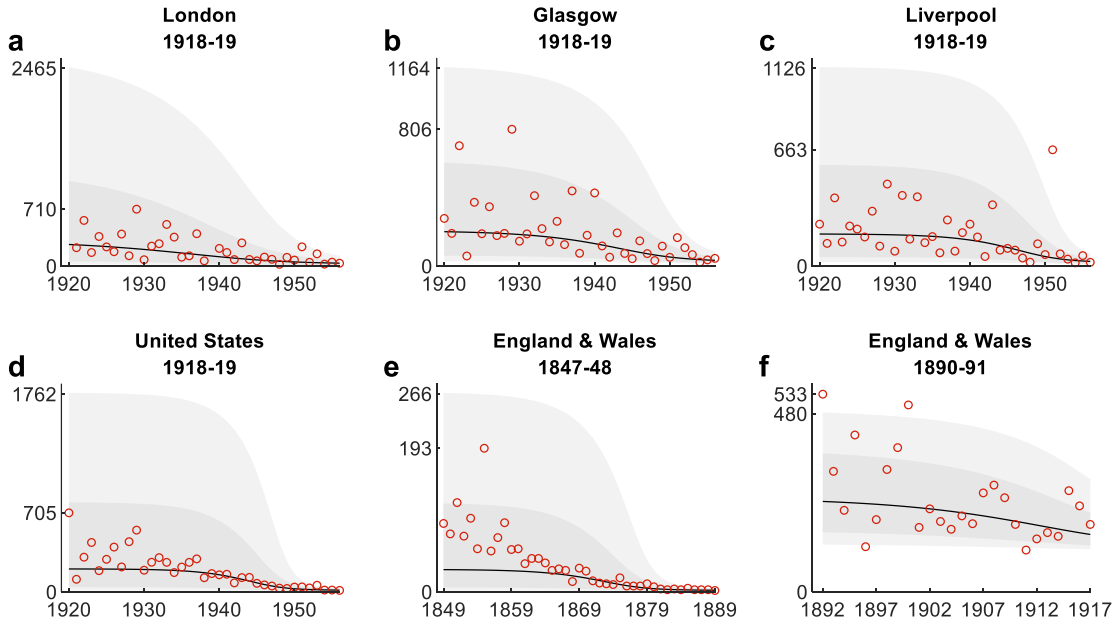 London
1918-19
a
2465
710
0
1920 1930 1940 1950
Glasgow
1918-19
b
1164
806
0
1920 1930 1940 1950
Liverpool
1918-19
c
1126
663
0
1920 1930 1940 1950
United States
1918-19
d
1762
705
0
1920 1930 1940 1950
England & Wales
1847-48
e
266
193
0
1849 1859 1869 1879 1889
England & Wales
1890-91
f
533
480
0
1892 1897 1902 1907 1912 1917